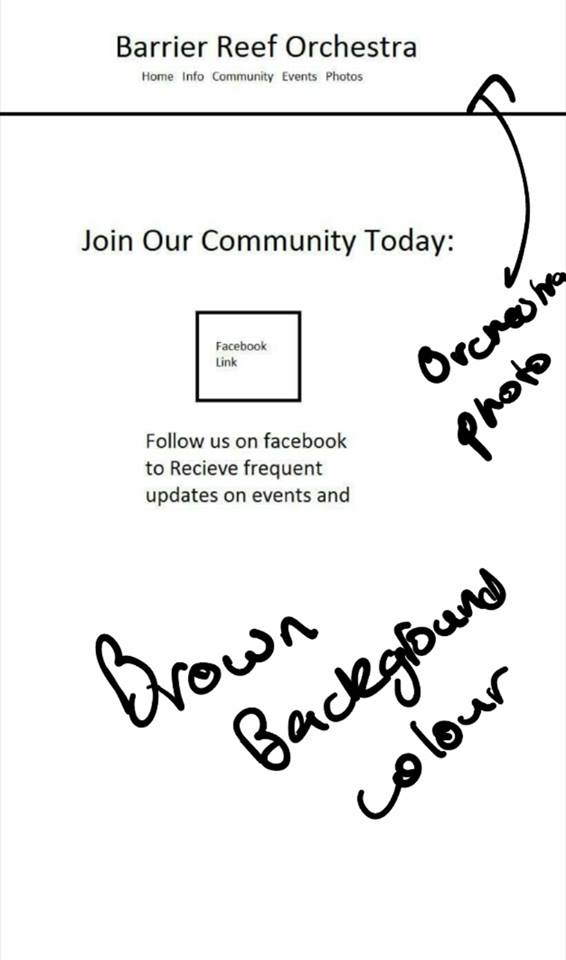 Barrier Reef Orchestra
Home Info Community Events Photos
Join Our Community Today:
Orchestra
photo
Facebook
Link
Follow us on facebook
to Recieve frequent
updates on events and
Brown
Background
colour